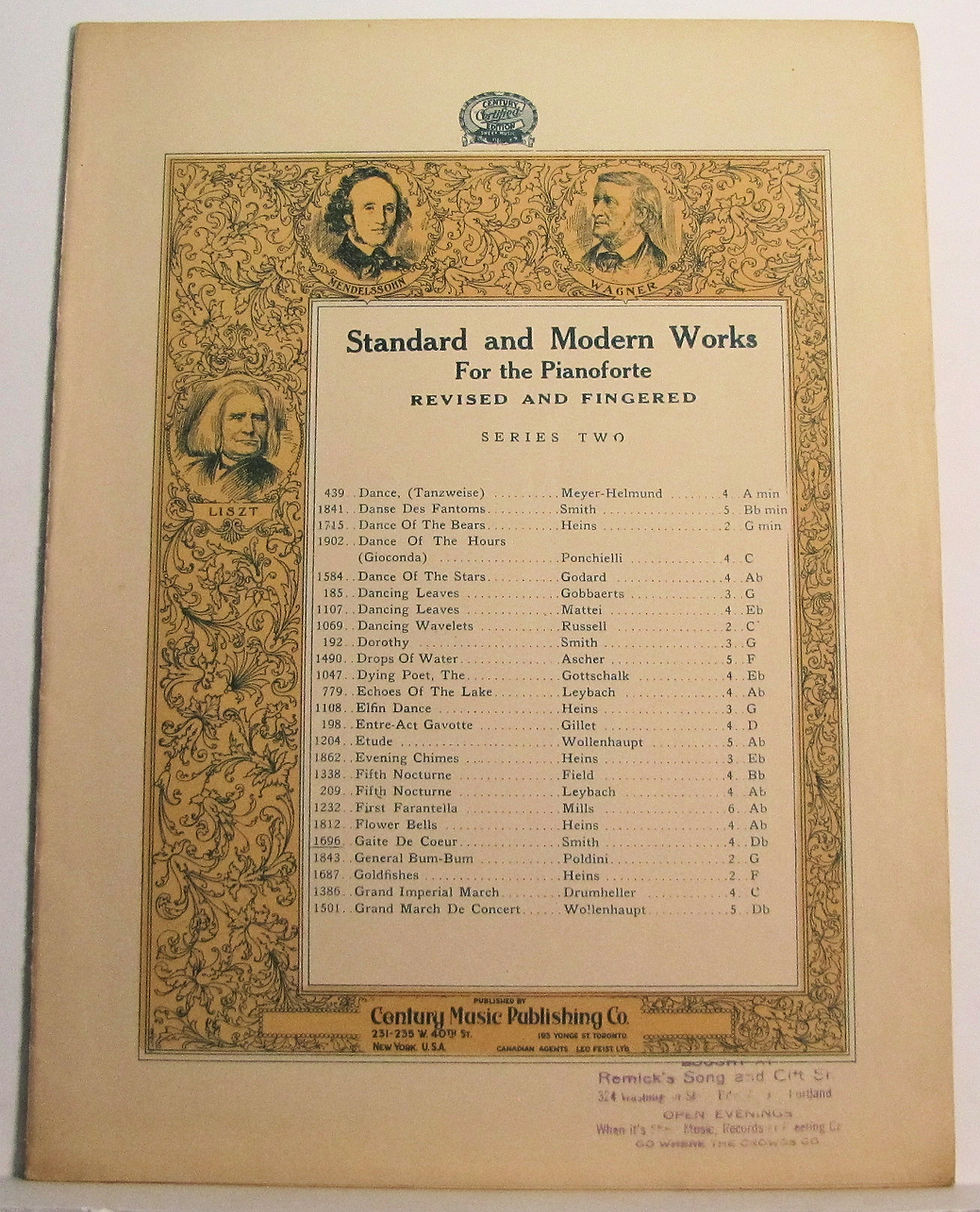 CENTURY
Certified
EDITION
SHEET MUSIC
MENDELSSOHN
WAGNER
LISZT
Standard and Modern Works
For the Pianoforte
REVISED AND FINGERED
SERIES TWO
439.. Dance, (Tanzweise) .......... Meyer-Helmund ........ 4.. A min
1841.. Danse Des Fantoms............ Smith .................. 5.. Bb min
1715.. Dance Of The Bears........... Heins .................. 2.. G min
1902.. Dance Of The Hours
(Gioconda) .................. Ponchielli .............. 4.. C
1584.. Dance Of The Stars........... Godard ................. 4.. Ab
185.. Dancing Leaves .............. Gobbaerts .............. 3.. G
1107.. Dancing Leaves .............. Mattei ................. 4.. Eb
1069.. Dancing Wavelets ............ Russell ................ 2.. C
192.. Dorothy ..................... Smith .................. 3.. G
1490.. Drops Of Water............... Ascher ................. 5.. F
1047.. Dying Poet, The.............. Gottschalk ............. 4.. Eb
779.. Echoes Of The Lake........... Leybach ................ 4.. Ab
1108.. Elfin Dance ................. Heins .................. 3.. G
198.. Entre-Act Gavotte ........... Gillet ................. 4.. D
1204.. Etude ....................... Wollenhaupt ............ 5.. Ab
1862.. Evening Chimes .............. Heins .................. 3.. Eb
1338.. Fifth Nocturne .............. Field .................. 4.. Bb
209.. Fifth Nocturne .............. Leybach ................ 4.. Ab
1232.. First Farantella ............ Mills .................. 6.. Ab
1812.. Flower Bells ................ Heins .................. 4.. Ab
1696.. Gaite De Coeur............... Smith .................. 4.. Db
1843.. General Bum-Bum ............. Poldini................. 2.. G
1687.. Goldfishes .................. Heins .................. 2.. F
1386.. Grand Imperial March......... Drumheller ............. 4.. C
1501.. Grand March De Concert....... Wollenhaupt ............ 5.. Db
PUBLISHED BY
Century Music Publishing Co.
231-235 W. 40TH ST. 193 YONGE ST. TORONTO
NEW YORK, U.S.A. CANADIAN AGENTS LEO FEIST LTD.
BOUGHT AT
Remick's Song and Gift
324 Portland
OPEN EVENINGS
When it's Music, Records
GO WHERE THE CROWDS GO